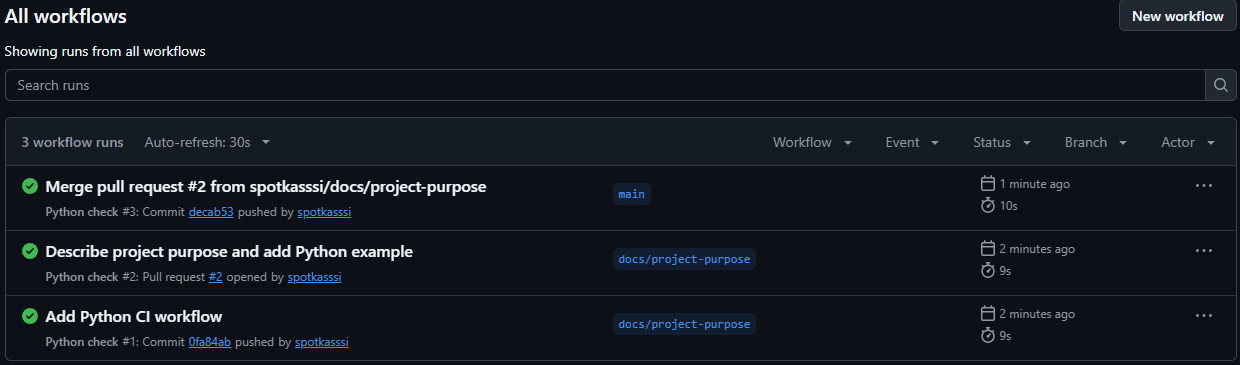 All workflows
New workflow
Showing runs from all workflows
Search runs
3 workflow runs Auto-refresh: 30s Workflow Event Status Branch Actor
Merge pull request #2 from spotkasssi/docs/project-purpose main 1 minute ago
Python check #3: Commit decab53 pushed by spotkasssi 10s
Describe project purpose and add Python example docs/project-purpose 2 minutes ago
Python check #2: Pull request #2 opened by spotkasssi 9s
Add Python CI workflow docs/project-purpose 2 minutes ago
Python check #1: Commit 0fa84ab pushed by spotkasssi 9s